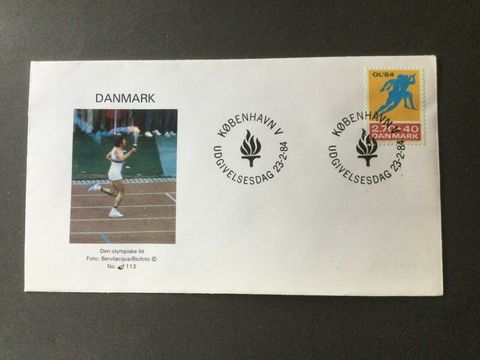 DANMARK
Den olympiske ild
Foto: Bervilacqua/Biofoto ©
No. 113
KØBENHAVN V
UDGIVELSESDAG 23-2-84
KØBENHAVN V
UDGIVELSESDAG 23-2-84
OL'84
2.70+40
DANMARK